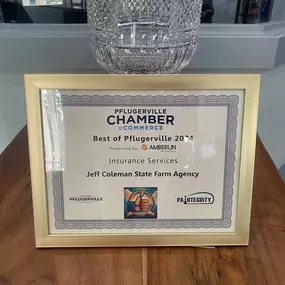 PFLUGERVILLE
CHAMBER
of COMMERCE
Best of Pflugerville 2024
Presented by AMBERLIN
Insurance Services
Jeff Coleman State Farm Agency
PFLUGERVILLE
PAINTEGRITY